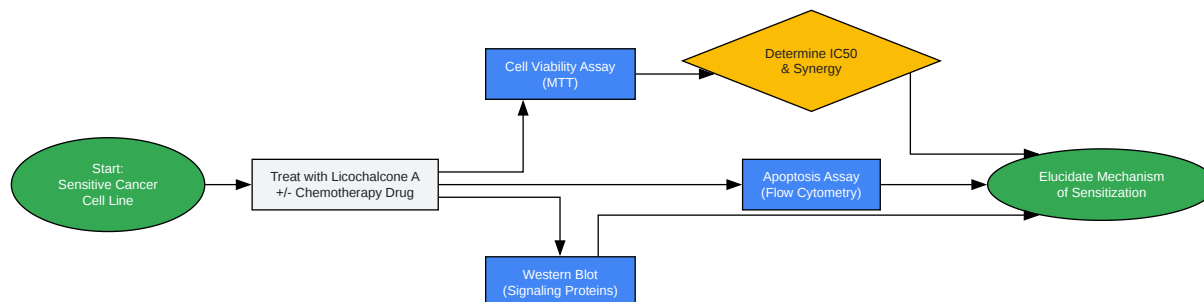 Start:
Sensitive Cancer
Cell Line
Treat with Licochalcone A
+/- Chemotherapy Drug
Cell Viability Assay
(MTT)
Determine IC50
& Synergy
Apoptosis Assay
(Flow Cytometry)
Western Blot
(Signaling Proteins)
Elucidate Mechanism
of Sensitization